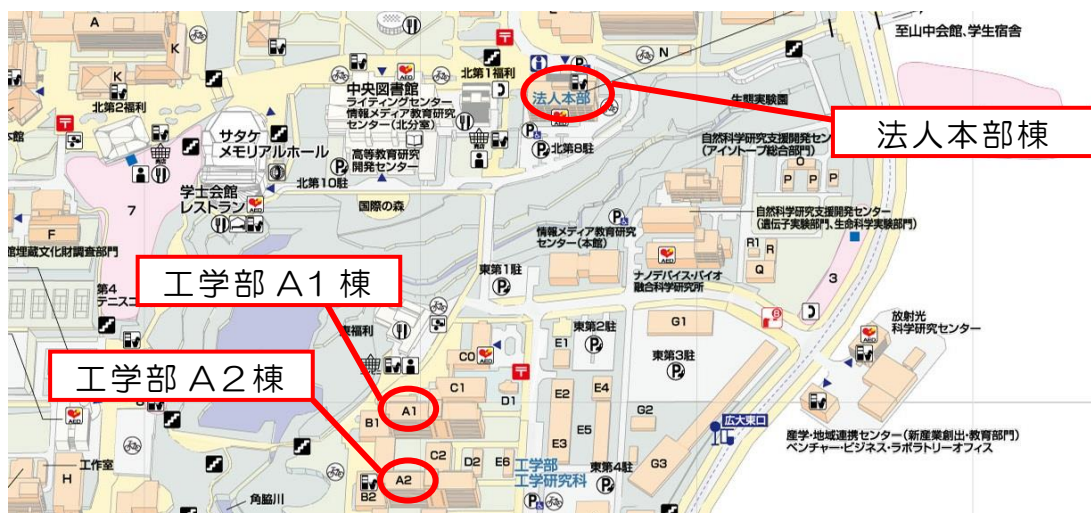 A
K
K
北第2福利
本館
サタケ
メモリアルホール
学士会館
レストラン
7
F
館埋蔵文化財調査部門
第4
テニスコ
中央図書館
ライティングセンター
情報メディア教育研究
センター(北分室)
高等教育研究
開発センター
北第10駐
国際の森
北第1福利
法人本部
北第8駐
N
至山中会館、学生宿舎
生態実験園
法人本部棟
自然科学研究支援開発セン
(アイソトープ総合部門)
O
P
P
P
自然科学研究支援開発センター
(遺伝子実験部門、生命科学実験部門)
R1
R
Q
3
情報メディア教育研究
センター(本館)
ナノデバイス・バイオ
融合科学研究所
東第1駐
工学部 A1 棟
工学部 A2棟
東福利
C0
C1
D1
A1
B1
C2
D2
E6
A2
B2
東第2駐
E1
E2
E4
E3
E5
G1
東第3駐
G2
G3
東第4駐
工学部
工学研究科
広大東口
放射光
科学研究センター
産学・地域連携センター(新産業創出・教育部門)
ベンチャー・ビジネス・ラボラトリーオフィス
工作室
H
角脇川